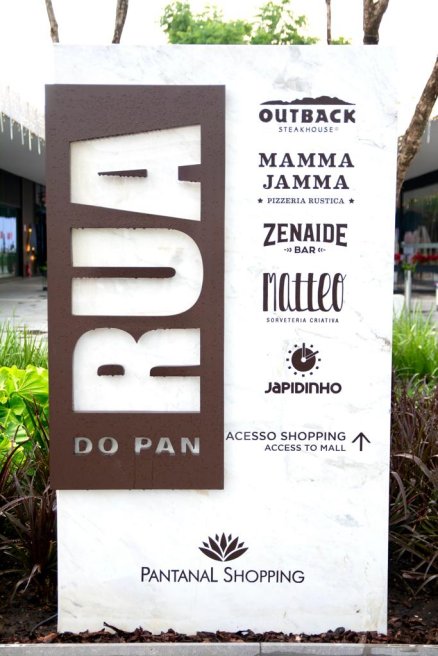 RUA
DO PAN
OUTBACK
STEAKHOUSE®
MAMMA
JAMMA
★ PIZZERIA RUSTICA ★
ZENAIDE
BAR
matteo
SORVETERIA CRIATIVA
JAPIDINHO
ACESSO SHOPPING
ACCESS TO MALL
PANTANAL SHOPPING